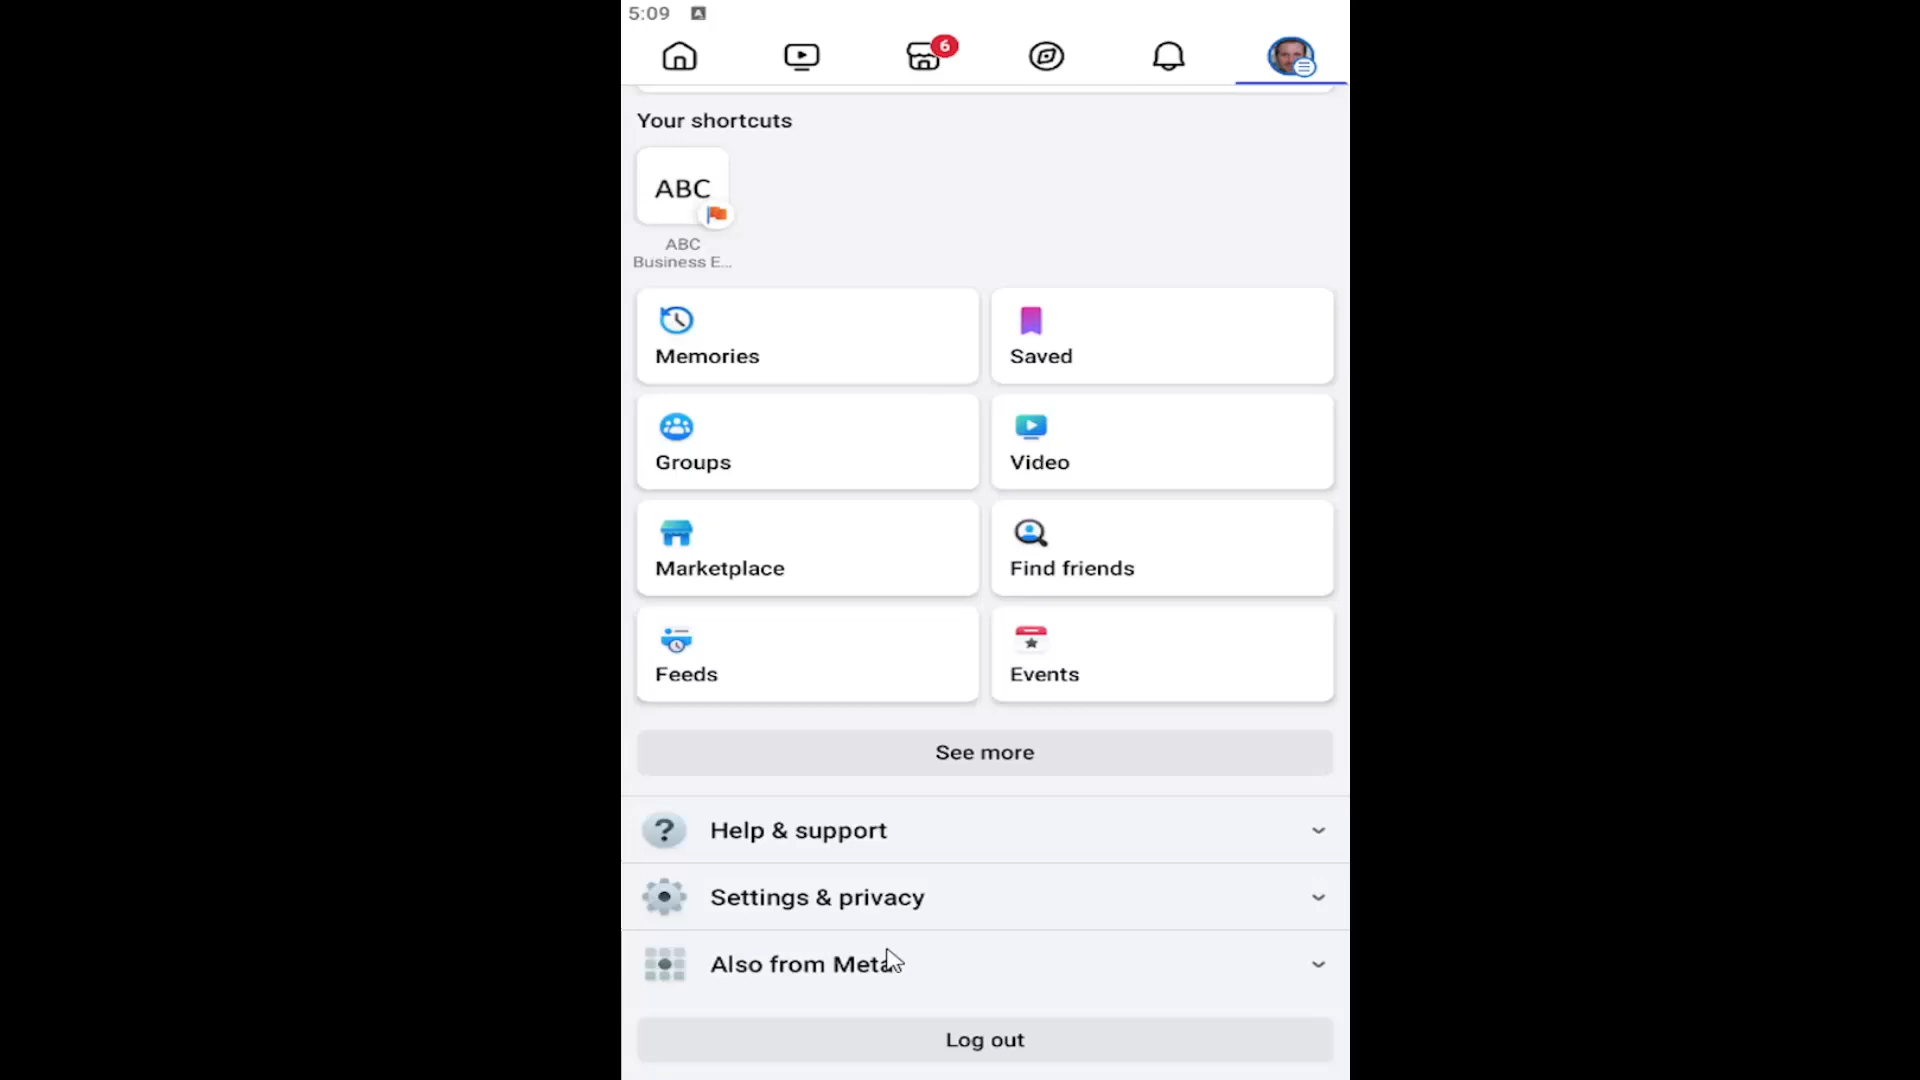 5:09
6
Your shortcuts
ABC
ABC
Business E...
Memories
Saved
Groups
Video
Marketplace
Find friends
Feeds
Events
See more
Help & support
Settings & privacy
Also from Meta
Log out